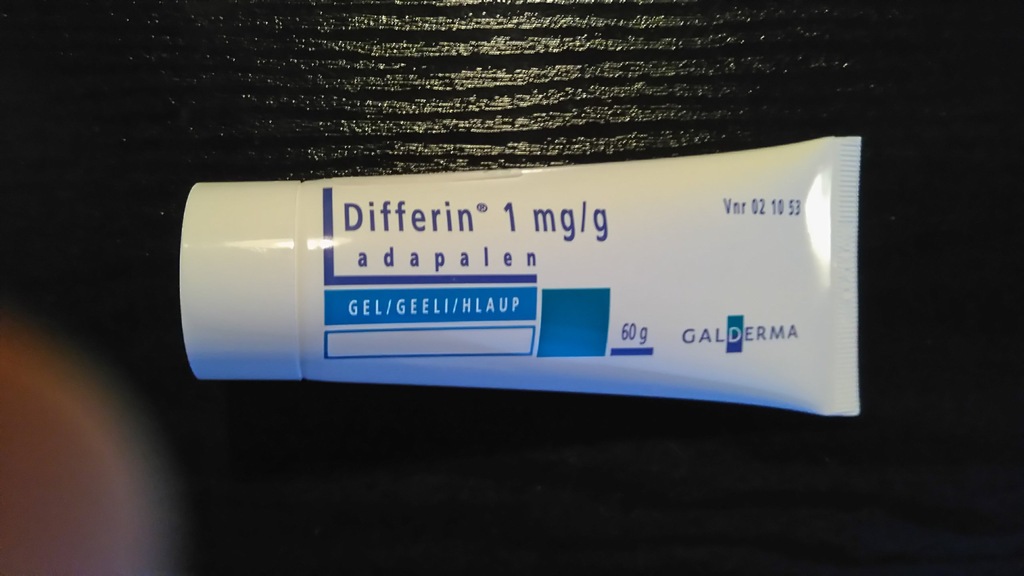 Differin® 1 mg/g
adapalen
GEL/GEELI/HLAUP
60 g
Vnr 02 10 53
GALDERMA